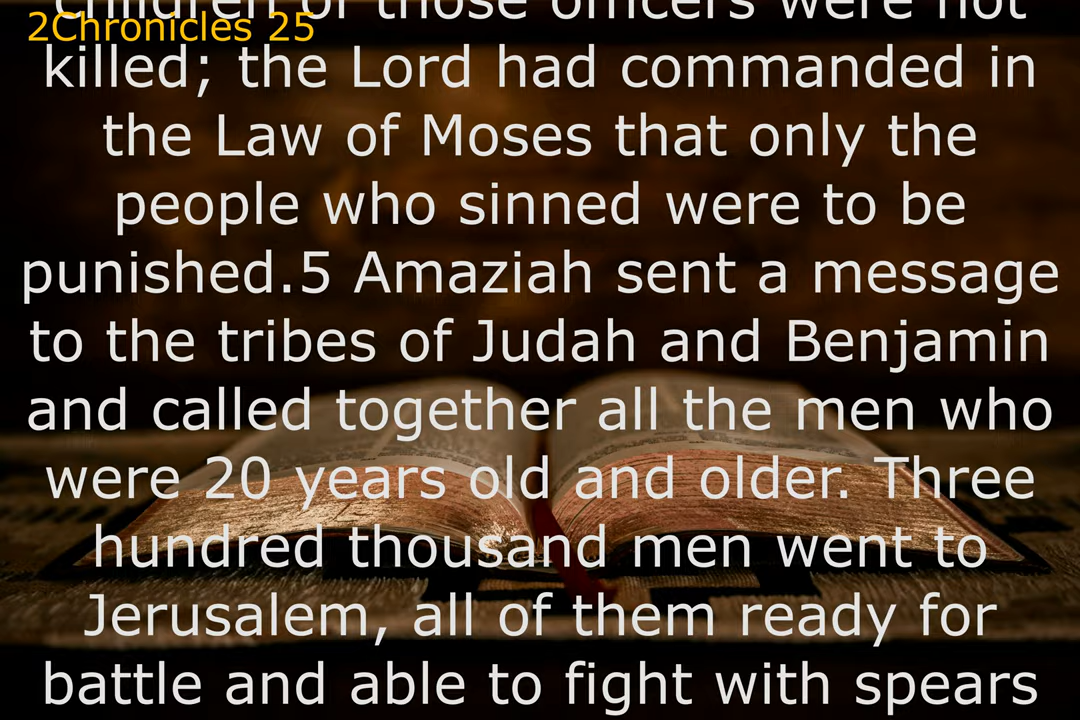 children of those officers were not
2Chronicles 25
killed; the Lord had commanded in
the Law of Moses that only the
people who sinned were to be
punished.5 Amaziah sent a message
to the tribes of Judah and Benjamin
and called together all the men who
were 20 years old and older. Three
hundred thousand men went to
Jerusalem, all of them ready for
battle and able to fight with spears